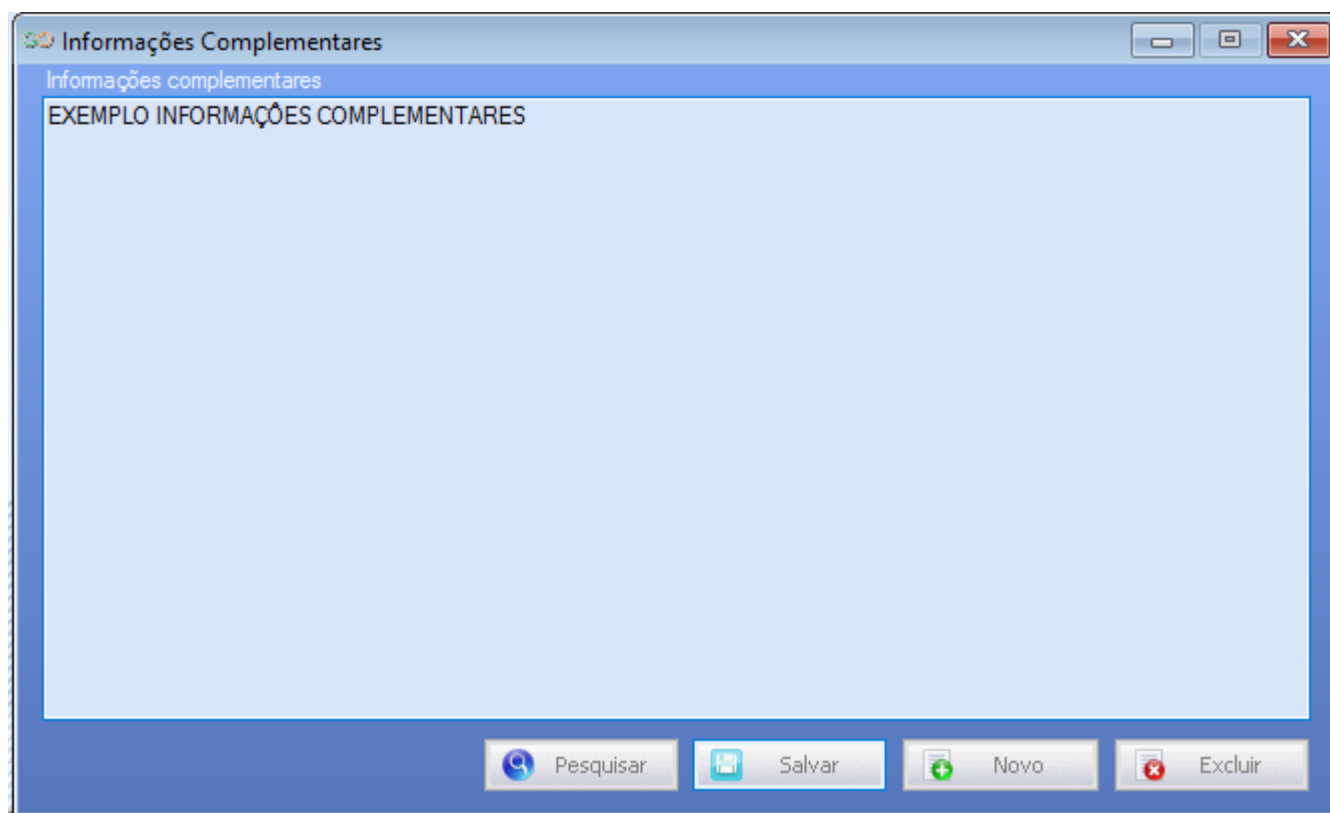 Informações Complementares
Informações complementares
EXEMPLO INFORMAÇÕES COMPLEMENTARES
Pesquisar
Salvar
Novo
Excluir